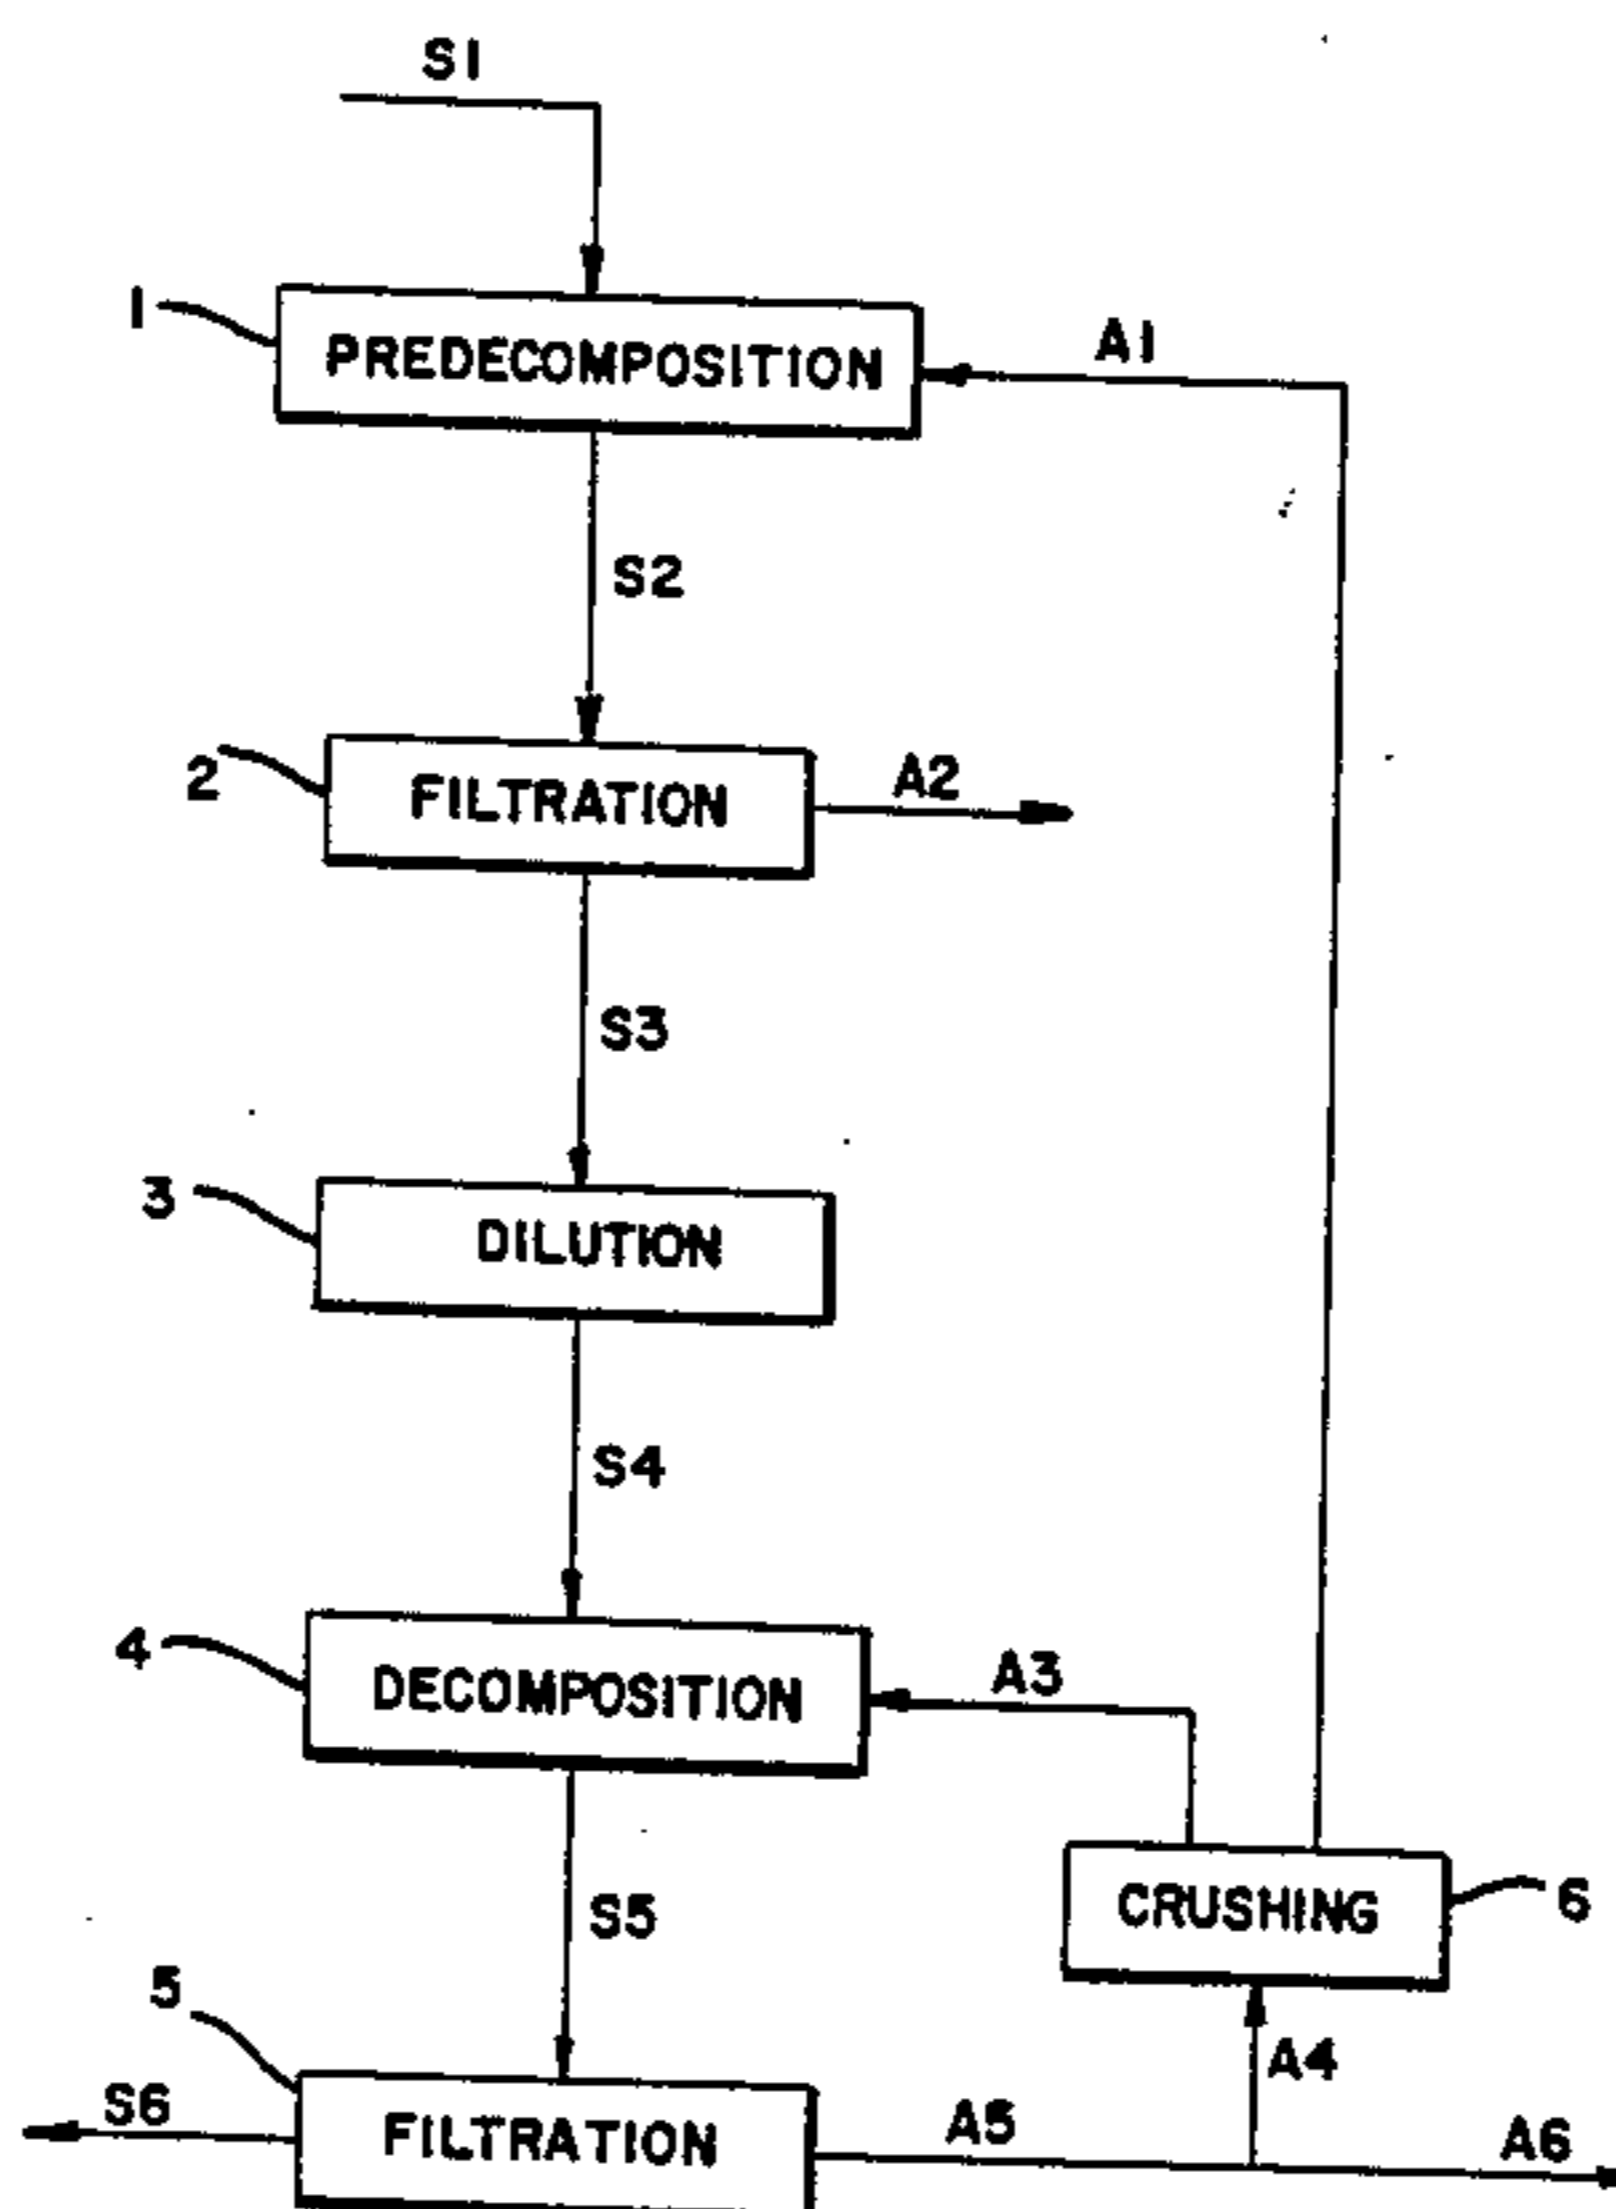 S1
1
PREDECOMPOSITION
A1
S2
2
FILTRATION
A2
S3
3
DILUTION
S4
4
DECOMPOSITION
A3
S5
CRUSHING
6
5
S6
FILTRATION
A5
A4
A6